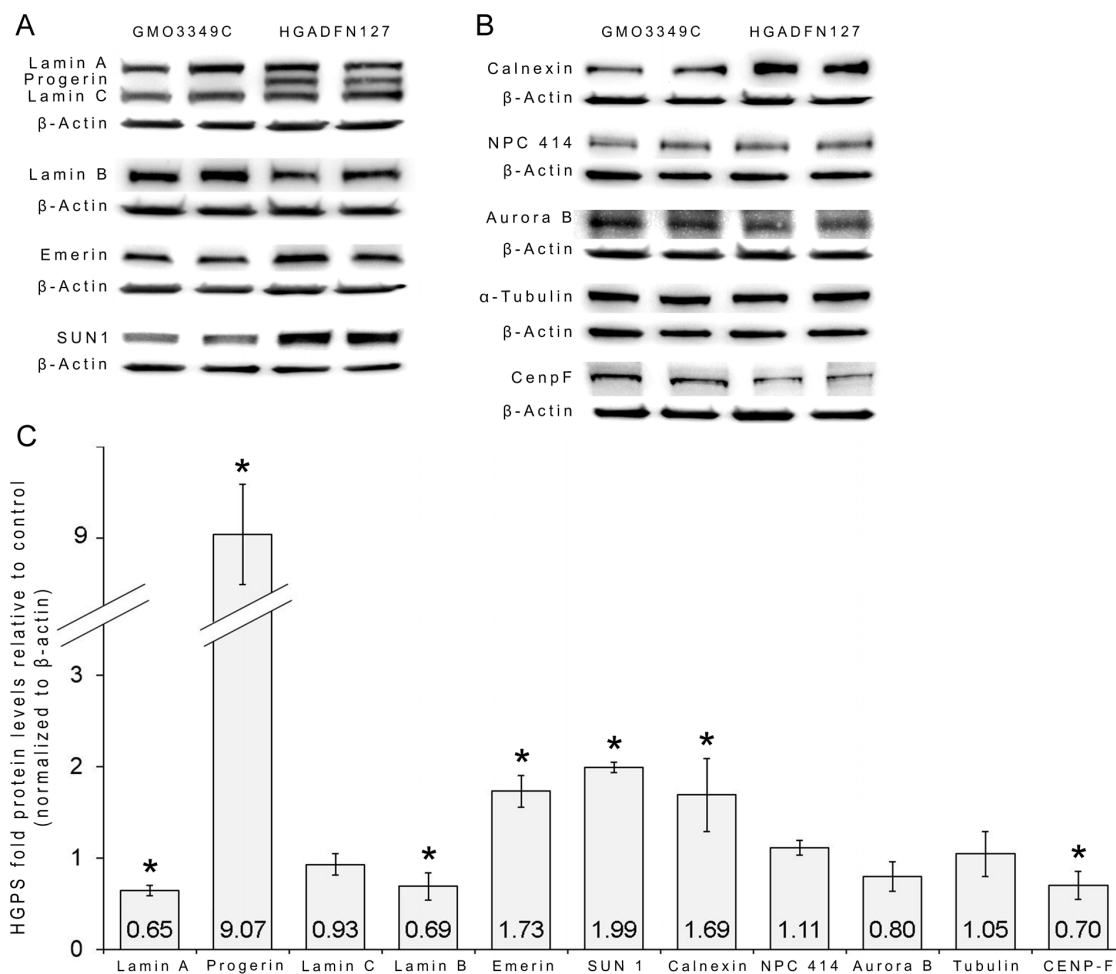 A
GMO3349C HGADFN127
Lamin A
Progerin
Lamin C
β-Actin
Lamin B
β-Actin
Emerin
β-Actin
SUN1
β-Actin
B
GMO3349C HGADFN127
Calnexin
β-Actin
NPC 414
β-Actin
Aurora B
β-Actin
α-Tubulin
β-Actin
CenpF
β-Actin
C
HGPS fold protein levels relative to control
(normalized to β-actin)
9
3
2
1
0
* * * * * * *
0.65 9.07 0.93 0.69 1.73 1.99 1.69 1.11 0.80 1.05 0.70
Lamin A Progerin Lamin C Lamin B Emerin SUN 1 Calnexin NPC 414 Aurora B Tubulin CENP-F